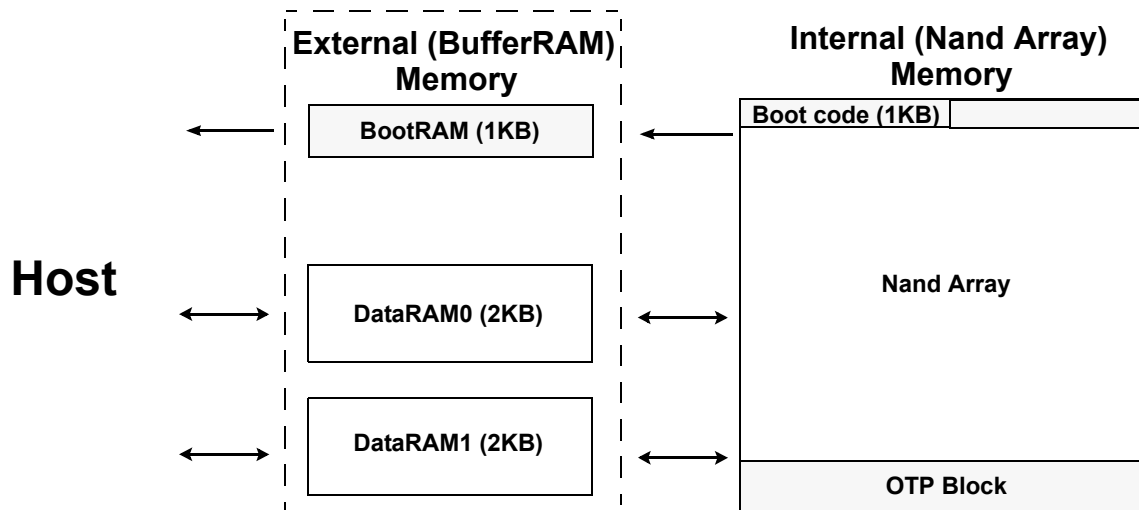 External (BufferRAM)
Memory
Internal (Nand Array)
Memory
BootRAM (1KB)
Boot code (1KB)
Host
Nand Array
DataRAM0 (2KB)
DataRAM1 (2KB)
OTP Block